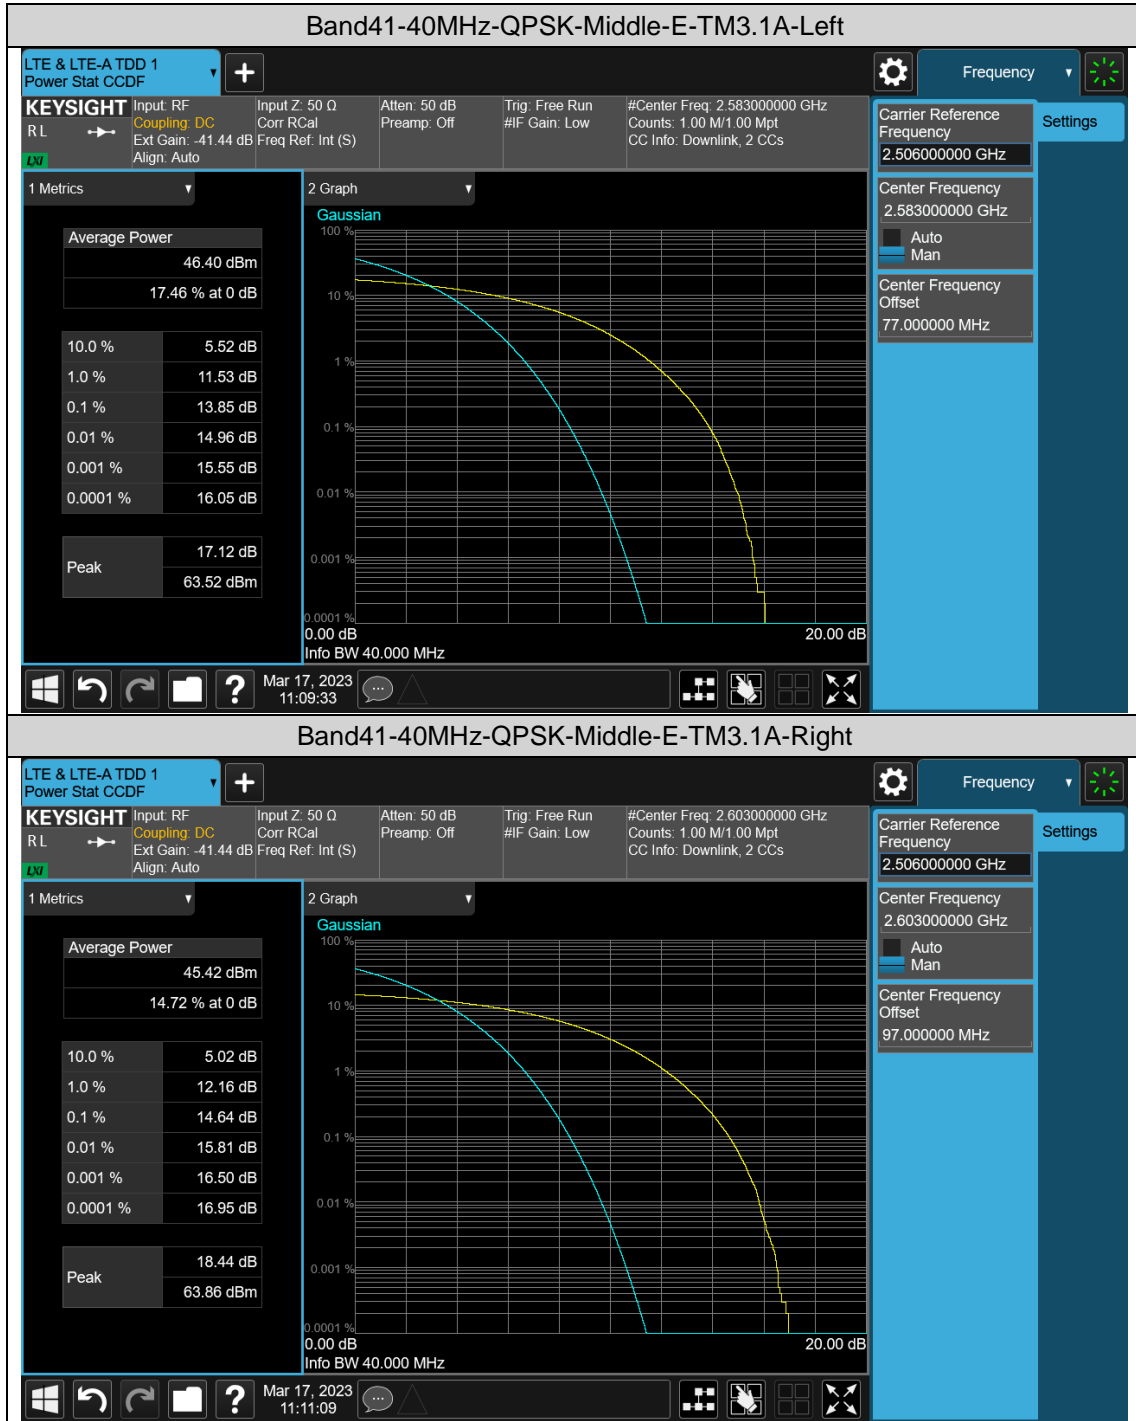 Band41-40MHz-QPSK-Middle-E-TM3.1A-Left
LTE & LTE-A TDD 1
Power Stat CCDF
Frequency
KEYSIGHT
R L
LXI
Input: RF
Coupling: DC
Ext Gain: -41.44 dB
Align: Auto
Input Z: 50 Ω
Corr RCal
Freq Ref: Int (S)
Atten: 50 dB
Preamp: Off
Trig: Free Run
#IF Gain: Low
#Center Freq: 2.583000000 GHz
Counts: 1.00 M/1.00 Mpt
CC Info: Downlink, 2 CCs
Carrier Reference
Frequency
2.506000000 GHz
Settings
Center Frequency
2.583000000 GHz
Auto
Man
Center Frequency
Offset
77.000000 MHz
1 Metrics
Average Power
46.40 dBm
17.46 % at 0 dB
10.0 % 5.52 dB
1.0 % 11.53 dB
0.1 % 13.85 dB
0.01 % 14.96 dB
0.001 % 15.55 dB
0.0001 % 16.05 dB
Peak
17.12 dB
63.52 dBm
2 Graph
Gaussian
100 %
10 %
1 %
0.1 %
0.01 %
0.001 %
0.0001 %
0.00 dB 20.00 dB
Info BW 40.000 MHz
?
Mar 17, 2023
11:09:33
Band41-40MHz-QPSK-Middle-E-TM3.1A-Right
LTE & LTE-A TDD 1
Power Stat CCDF
Frequency
KEYSIGHT
R L
LXI
Input: RF
Coupling: DC
Ext Gain: -41.44 dB
Align: Auto
Input Z: 50 Ω
Corr RCal
Freq Ref: Int (S)
Atten: 50 dB
Preamp: Off
Trig: Free Run
#IF Gain: Low
#Center Freq: 2.603000000 GHz
Counts: 1.00 M/1.00 Mpt
CC Info: Downlink, 2 CCs
Carrier Reference
Frequency
2.506000000 GHz
Settings
Center Frequency
2.603000000 GHz
Auto
Man
Center Frequency
Offset
97.000000 MHz
1 Metrics
Average Power
45.42 dBm
14.72 % at 0 dB
10.0 % 5.02 dB
1.0 % 12.16 dB
0.1 % 14.64 dB
0.01 % 15.81 dB
0.001 % 16.50 dB
0.0001 % 16.95 dB
Peak
18.44 dB
63.86 dBm
2 Graph
Gaussian
100 %
10 %
1 %
0.1 %
0.01 %
0.001 %
0.0001 %
0.00 dB 20.00 dB
Info BW 40.000 MHz
?
Mar 17, 2023
11:11:09